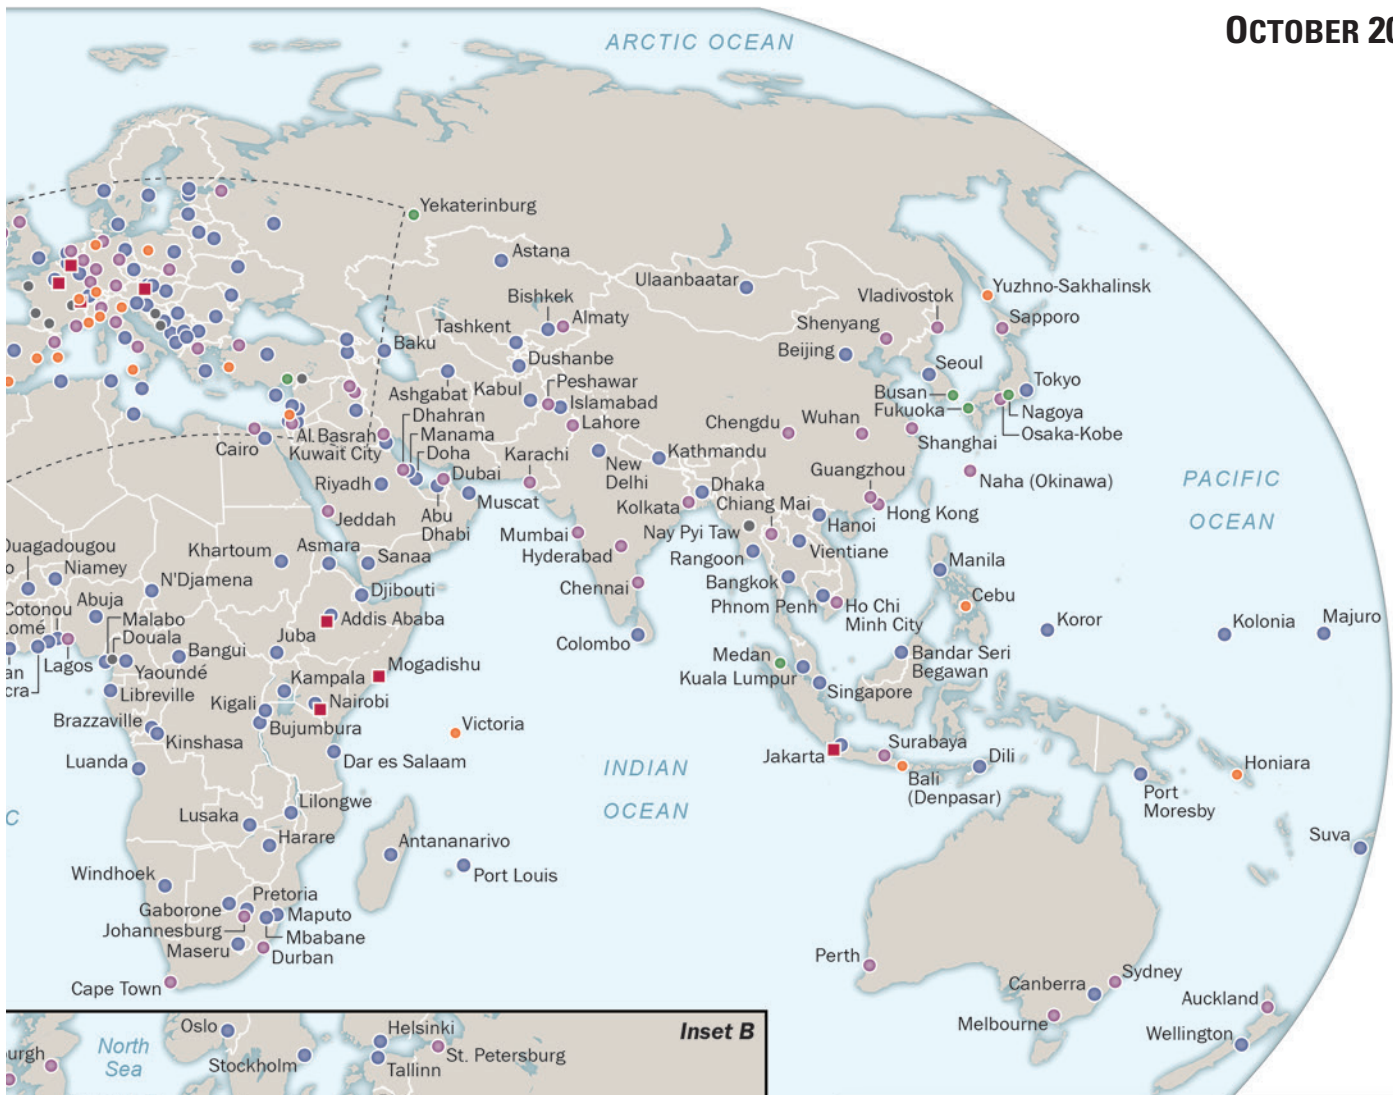 OCTOBER 20
ARCTIC OCEAN
Yekaterinburg
Astana
Ulaanbaatar
Yuzhno-Sakhalinsk
Vladivostok
Bishkek
Almaty
Shenyang
Sapporo
Tashkent
Beijing
Baku
Dushanbe
Seoul
Tokyo
Ashgabat
Kabul
Peshawar
Islamabad
Busan
Fukuoka
Nagoya
Dhahran
Lahore
Chengdu
Wuhan
Osaka-Kobe
Al Basrah
Manama
Shanghai
Cairo
Kuwait City
Doha
Karachi
New
Delhi
Kathmandu
Guangzhou
Naha (Okinawa)
PACIFIC
OCEAN
Riyadh
Dubai
Dhaka
Muscat
Kolkata
Chiang Mai
Hong Kong
Jeddah
Abu
Dhabi
Mumbai
Nay Pyi Taw
Hanoi
Ouagadougou
o
Niamey
Khartoum
Asmara
Sanaa
Hyderabad
Rangoon
Vientiane
Manila
N'Djamena
Djibouti
Chennai
Bangkok
Cebu
Cotonou
Abuja
Phnom Penh
Ho Chi
Minh City
Lomé
Malabo
Addis Ababa
Koror
Kolonia
Majuro
Douala
Juba
Colombo
an
Lagos
Bangui
Mogadishu
Medan
Bandar Seri
Begawan
cra
Yaoundé
Kampala
Kuala Lumpur
Libreville
Kigali
Nairobi
Singapore
Brazzaville
Bujumbura
Victoria
Kinshasa
Surabaya
Luanda
Dar es Salaam
INDIAN
OCEAN
Jakarta
Dili
Honiara
Bali
(Denpasar)
Port
Moresby
C
Lilongwe
Lusaka
Harare
Antananarivo
Suva
Windhoek
Port Louis
Pretoria
Gaborone
Maputo
Johannesburg
Mbabane
Maseru
Durban
Perth
Cape Town
Sydney
Canberra
Auckland
Melbourne
Wellington
Inset B
Oslo
Helsinki
North
Sea
burgh
Stockholm
St. Petersburg
Tallinn